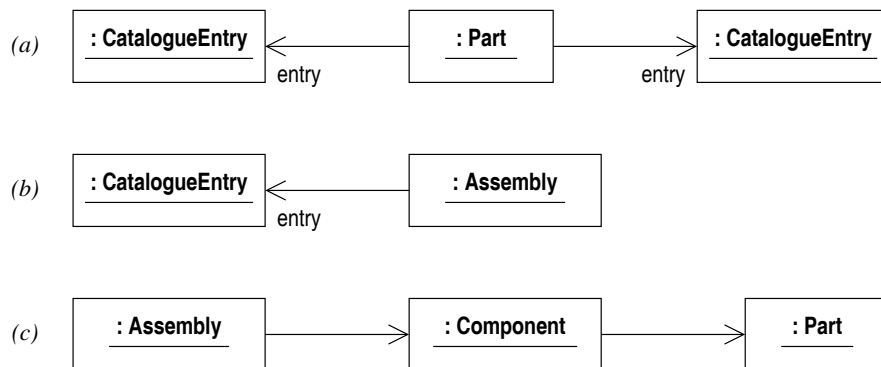 (a) : CatalogueEntry : Part : CatalogueEntry
entry entry
(b) : CatalogueEntry : Assembly
entry
(c) : Assembly : Component : Part